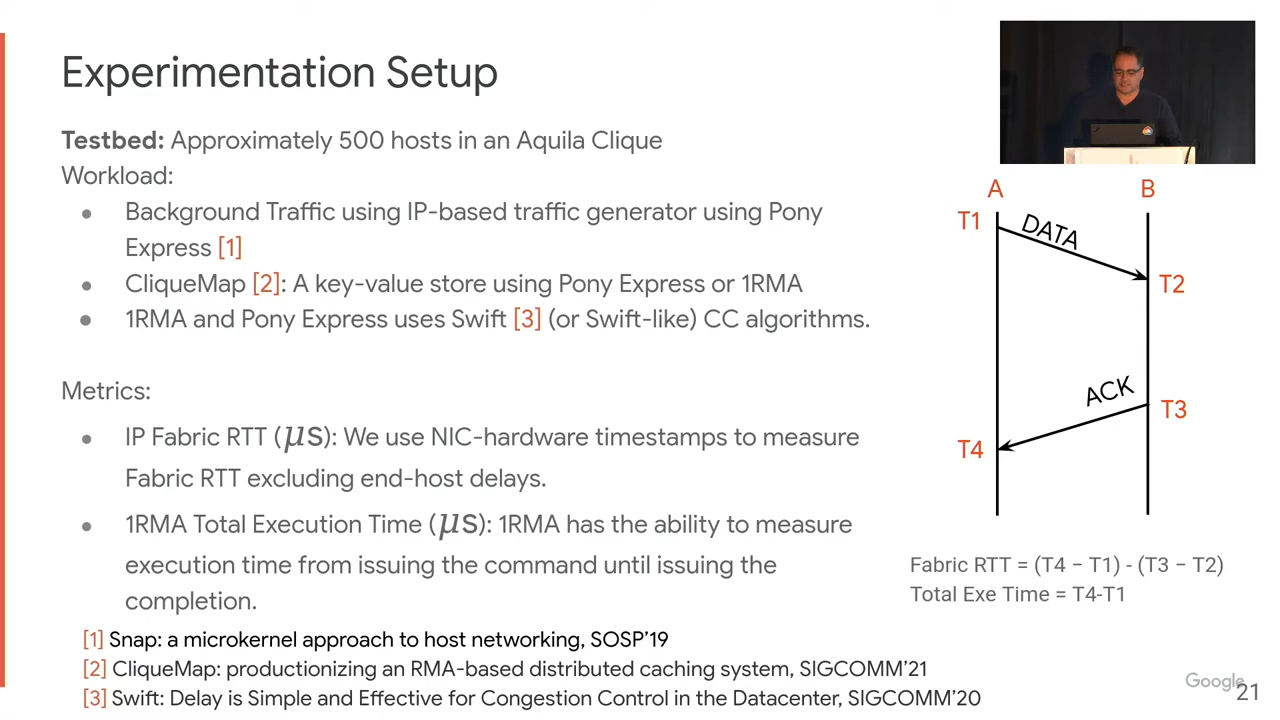 Experimentation Setup
Testbed: Approximately 500 hosts in an Aquila Clique
Workload:
● Background Traffic using IP-based traffic generator using Pony
Express [1]
● CliqueMap [2]: A key-value store using Pony Express or 1RMA
● 1RMA and Pony Express uses Swift [3] (or Swift-like) CC algorithms.
Metrics:
● IP Fabric RTT (μs): We use NIC-hardware timestamps to measure
Fabric RTT excluding end-host delays.
● 1RMA Total Execution Time (μs): 1RMA has the ability to measure
execution time from issuing the command until issuing the
completion.
[1] Snap: a microkernel approach to host networking, SOSP’19
[2] CliqueMap: productionizing an RMA-based distributed caching system, SIGCOMM’21
[3] Swift: Delay is Simple and Effective for Congestion Control in the Datacenter, SIGCOMM’20
A
B
T1
DATA
T2
ACK
T3
T4
Fabric RTT = (T4 − T1) - (T3 − T2)
Total Exe Time = T4-T1
Google
21